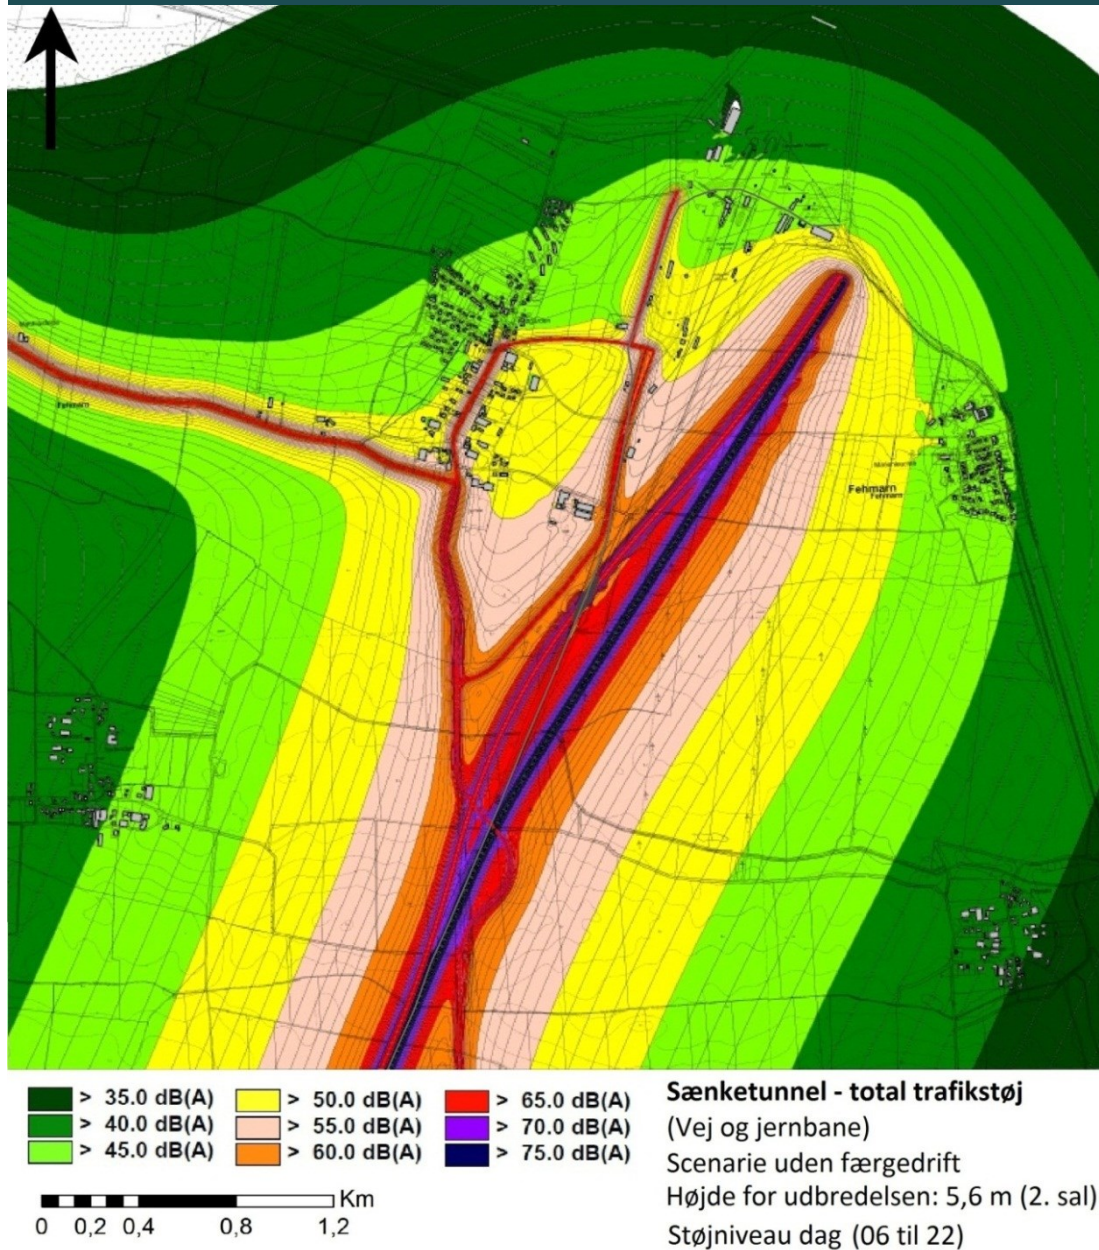 Fehmarn
Fehmarn
Fehmarn
> 35.0 dB(A)
> 40.0 dB(A)
> 45.0 dB(A)
> 50.0 dB(A)
> 55.0 dB(A)
> 60.0 dB(A)
> 65.0 dB(A)
> 70.0 dB(A)
> 75.0 dB(A)
Km
0 0,2 0,4 0,8 1,2
Sænketunnel - total trafikstøj
(Vej og jernbane)
Scenarie uden færgedrift
Højde for udbredelsen: 5,6 m (2. sal)
Støjniveau dag (06 til 22)